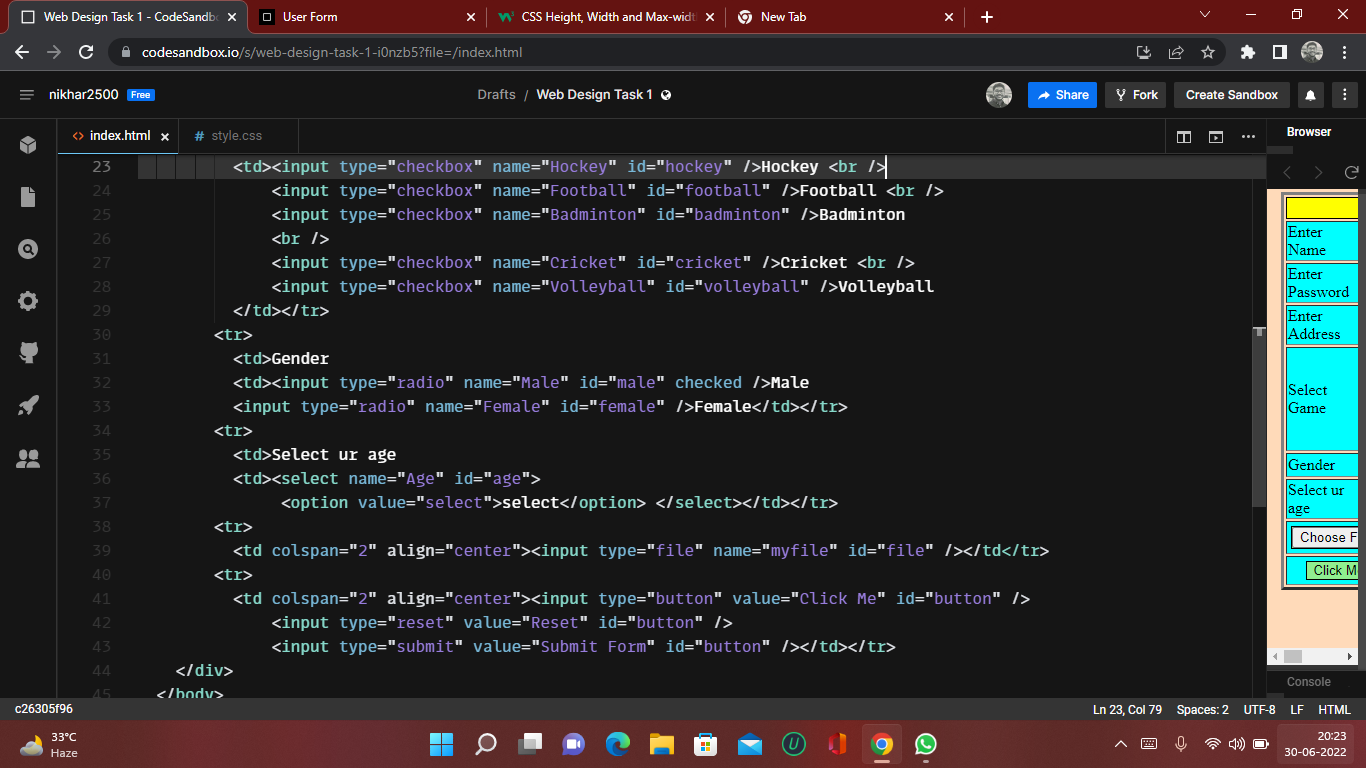 Web Design Task 1 - CodeSandbo
User Form
CSS Height, Width and Max-widt
New Tab
codesandbox.io/s/web-design-task-1-i0nzb5?file=/index.html
nikhar2500 Free
Drafts / Web Design Task 1
Share
Fork
Create Sandbox
<> index.html
# style.css
Browser
23 <td><input type="checkbox" name="Hockey" id="hockey" />Hockey <br />
24 <input type="checkbox" name="Football" id="football" />Football <br />
25 <input type="checkbox" name="Badminton" id="badminton" />Badminton
26 <br />
27 <input type="checkbox" name="Cricket" id="cricket" />Cricket <br />
28 <input type="checkbox" name="Volleyball" id="volleyball" />Volleyball
29 </td></tr>
30 <tr>
31 <td>Gender
32 <td><input type="radio" name="Male" id="male" checked />Male
33 <input type="radio" name="Female" id="female" />Female</td></tr>
34 <tr>
35 <td>Select ur age
36 <td><select name="Age" id="age">
37 <option value="select">select</option> </select></td></tr>
38 <tr>
39 <td colspan="2" align="center"><input type="file" name="myfile" id="file" /></td</tr>
40 <tr>
41 <td colspan="2" align="center"><input type="button" value="Click Me" id="button" />
42 <input type="reset" value="Reset" id="button" />
43 <input type="submit" value="Submit Form" id="button" /></td></tr>
44 </div>
45 </body>
Enter
Name
Enter
Password
Enter
Address
Select
Game
Gender
Select ur
age
Choose F
Click M
Console
c26305f96
Ln 23, Col 79 Spaces: 2 UTF-8 LF HTML
33°C
Haze
20:23
30-06-2022